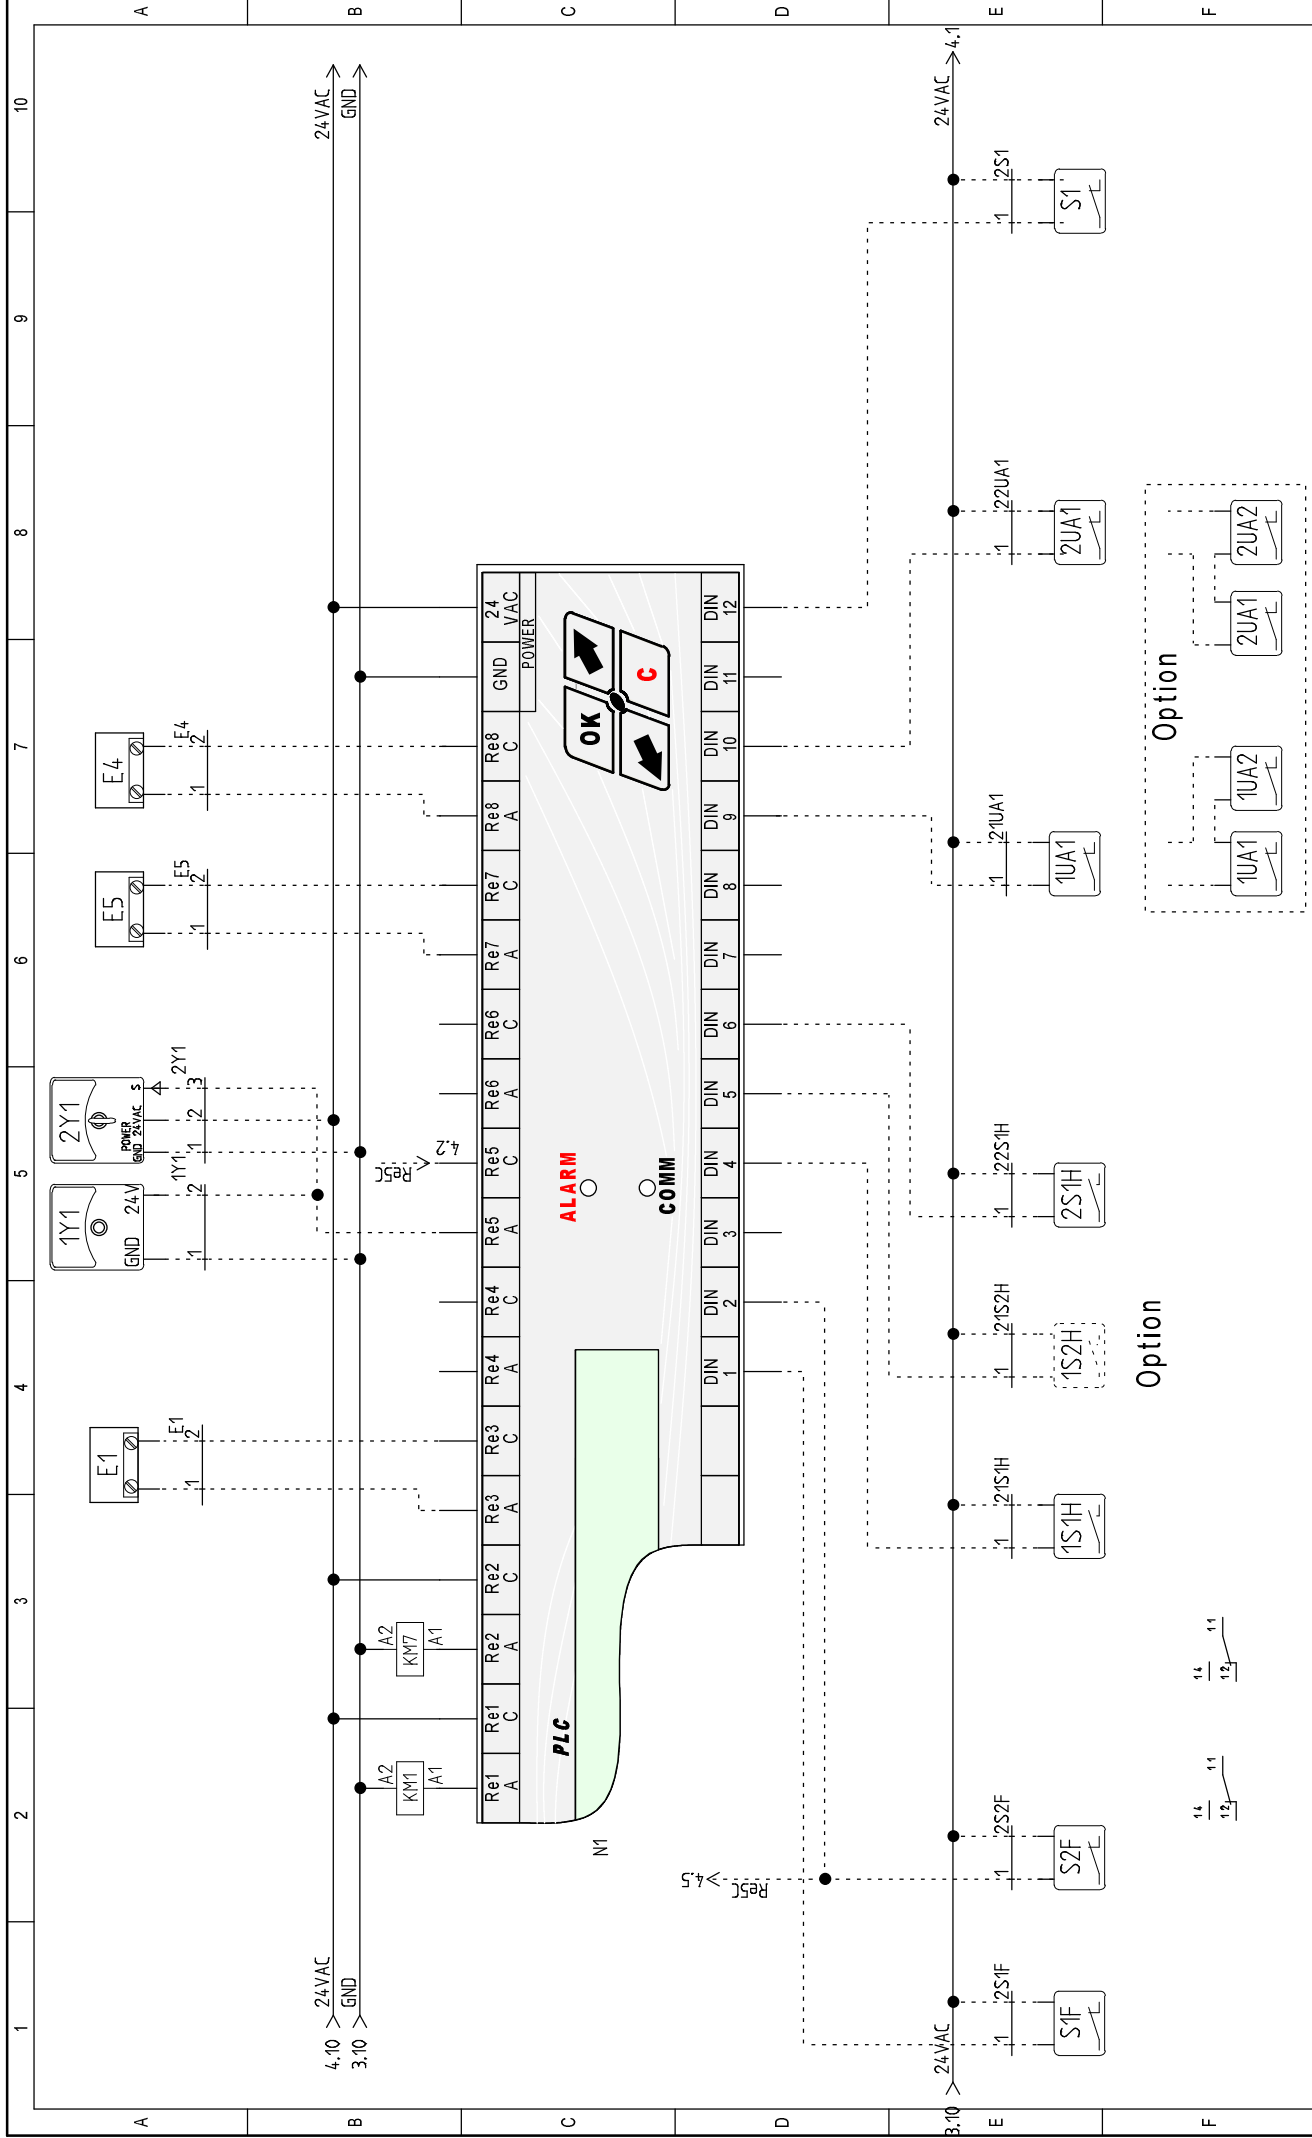 1 2 3 4 5 6 7 8 9 10
A
E1
1 2
E1
1Y1
GND 24V
1 2
1Y1
2Y1
POWER
GND 24VAC S
1 2 3
2Y1
E5
1 2
E5
E4
1 2
E4
A
B
4.10 24VAC
3.10 GND
24VAC
GND
B
A2
KM1
A1
A2
KM7
A1
Re5C
4.2
C
Re1 A
Re1 C
Re2 A
Re2 C
Re3 A
Re3 C
Re4 A
Re4 C
Re5 A
Re5 C
Re6 A
Re6 C
Re7 A
Re7 C
Re8 A
Re8 C
GND
24 VAC
POWER
PLC
N1
ALARM
COMM
OK
C
C
DIN 1
DIN 2
DIN 3
DIN 4
DIN 5
DIN 6
DIN 7
DIN 8
DIN 9
DIN 10
DIN 11
DIN 12
4.5
Re5C
D
D
E
3.10 24VAC
24VAC 4.1
E
1 2S1F
S1F
1 2S2F
S2F
1 21S1H
1S1H
1 21S2H
1S2H
Option
1 22S1H
2S1H
1 21UA1
1UA1
1 22UA1
2UA1
1 2S1
S1
F
14
12 11
14
12 11
Option
1UA1 1UA2 2UA1 2UA2
F